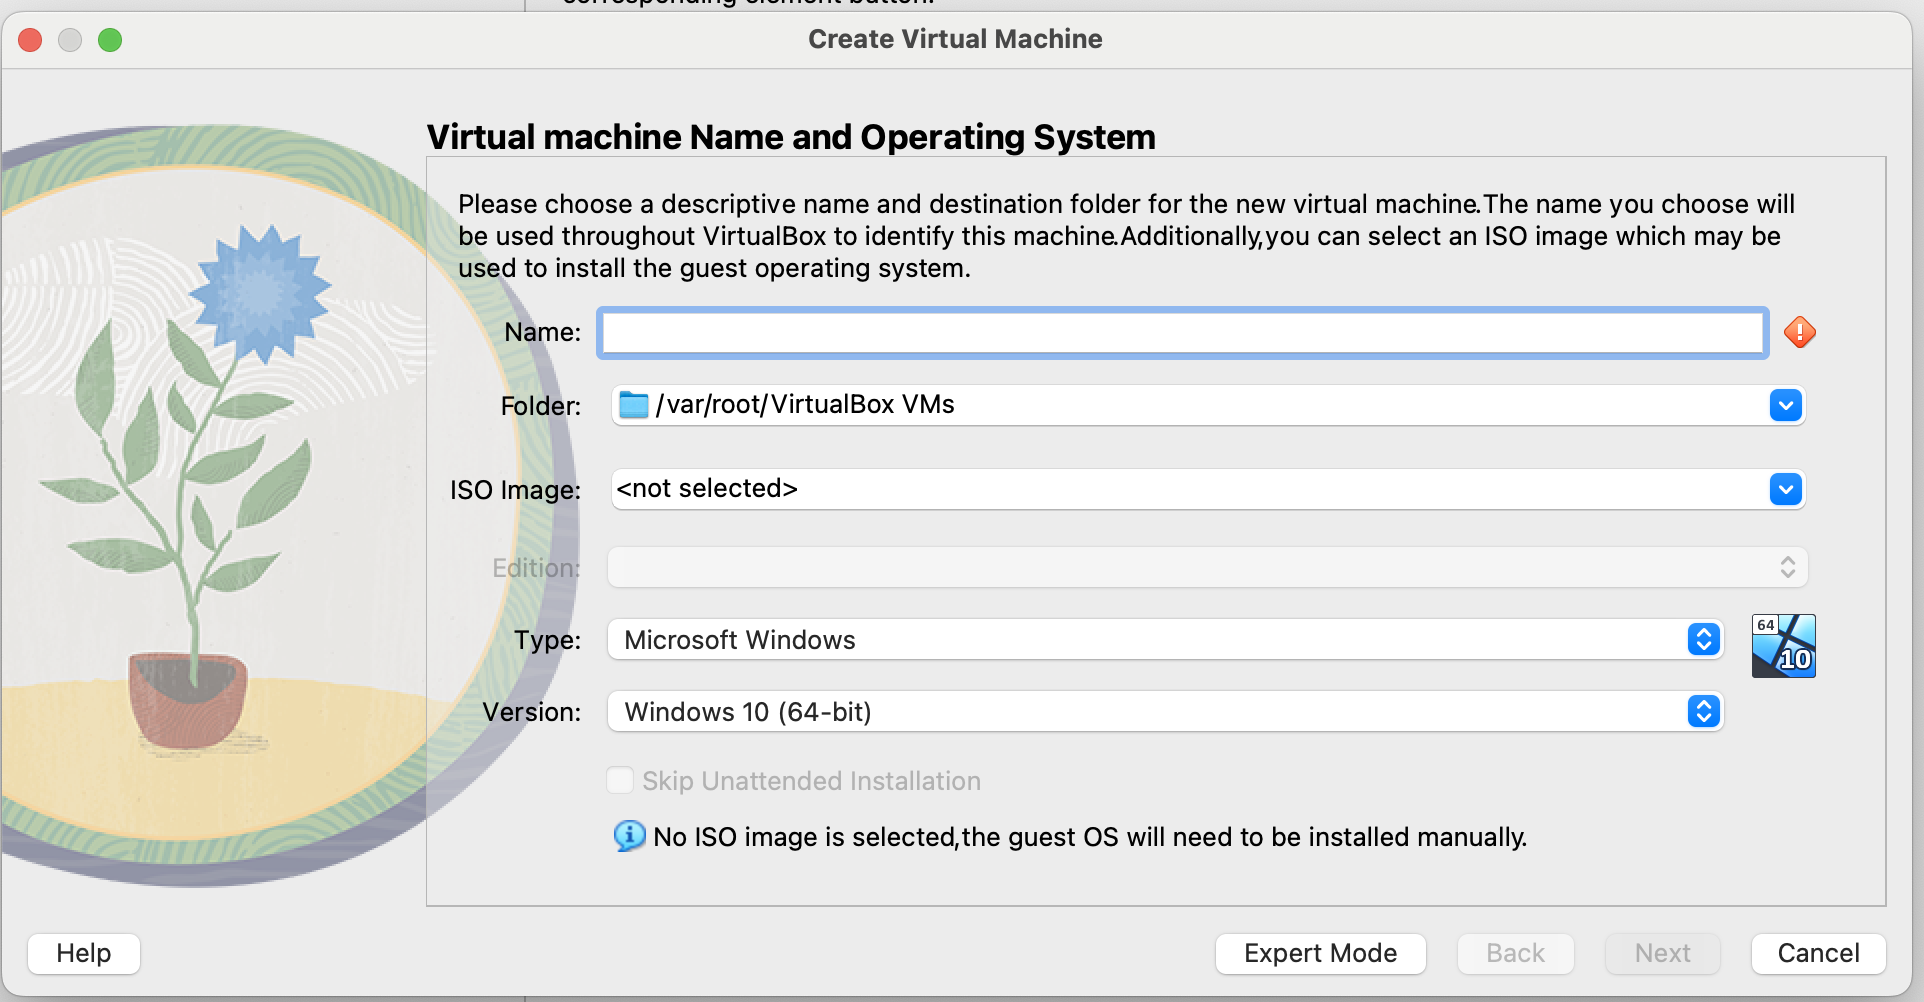 corresponding element button.
Create Virtual Machine
Virtual machine Name and Operating System
Please choose a descriptive name and destination folder for the new virtual machine.The name you choose will
be used throughout VirtualBox to identify this machine.Additionally,you can select an ISO image which may be
used to install the guest operating system.
Name:
Folder: /var/root/VirtualBox VMs
ISO Image: <not selected>
Edition:
Type: Microsoft Windows
64
10
Version: Windows 10 (64-bit)
Skip Unattended Installation
No ISO image is selected,the guest OS will need to be installed manually.
Help Expert Mode Back Next Cancel